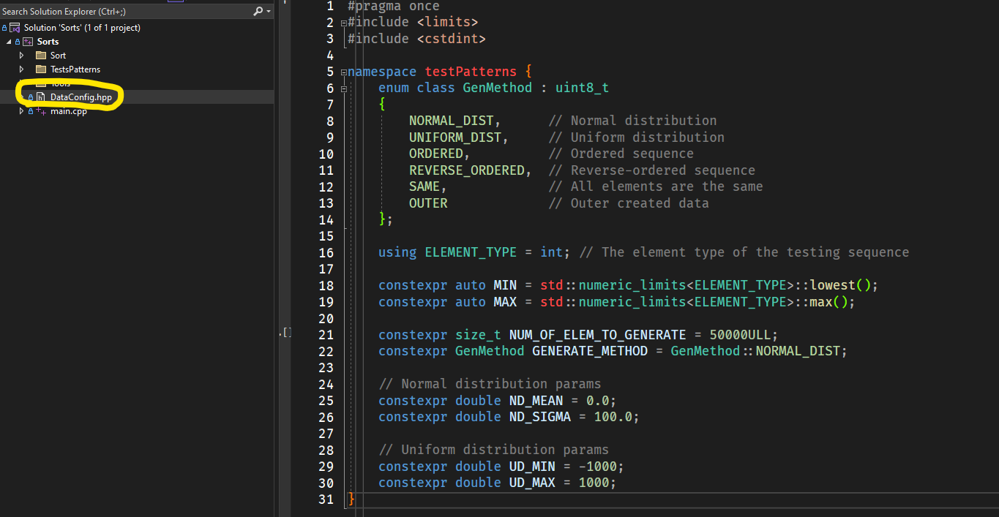 Search Solution Explorer (Ctrl+;)
Solution 'Sorts' (1 of 1 project)
Sorts
Sort
TestsPatterns
Tools
DataConfig.hpp
main.cpp
1 #pragma once
2 #include <limits>
3 #include <cstdint>
4
5 namespace testPatterns {
6 enum class GenMethod : uint8_t
7 {
8 NORMAL_DIST, // Normal distribution
9 UNIFORM_DIST, // Uniform distribution
10 ORDERED, // Ordered sequence
11 REVERSE_ORDERED, // Reverse-ordered sequence
12 SAME, // All elements are the same
13 OUTER // Outer created data
14 };
15
16 using ELEMENT_TYPE = int; // The element type of the testing sequence
17
18 constexpr auto MIN = std::numeric_limits<ELEMENT_TYPE>::lowest();
19 constexpr auto MAX = std::numeric_limits<ELEMENT_TYPE>::max();
20
21 constexpr size_t NUM_OF_ELEM_TO_GENERATE = 50000ULL;
22 constexpr GenMethod GENERATE_METHOD = GenMethod::NORMAL_DIST;
23
24 // Normal distribution params
25 constexpr double ND_MEAN = 0.0;
26 constexpr double ND_SIGMA = 100.0;
27
28 // Uniform distribution params
29 constexpr double UD_MIN = -1000;
30 constexpr double UD_MAX = 1000;
31 }